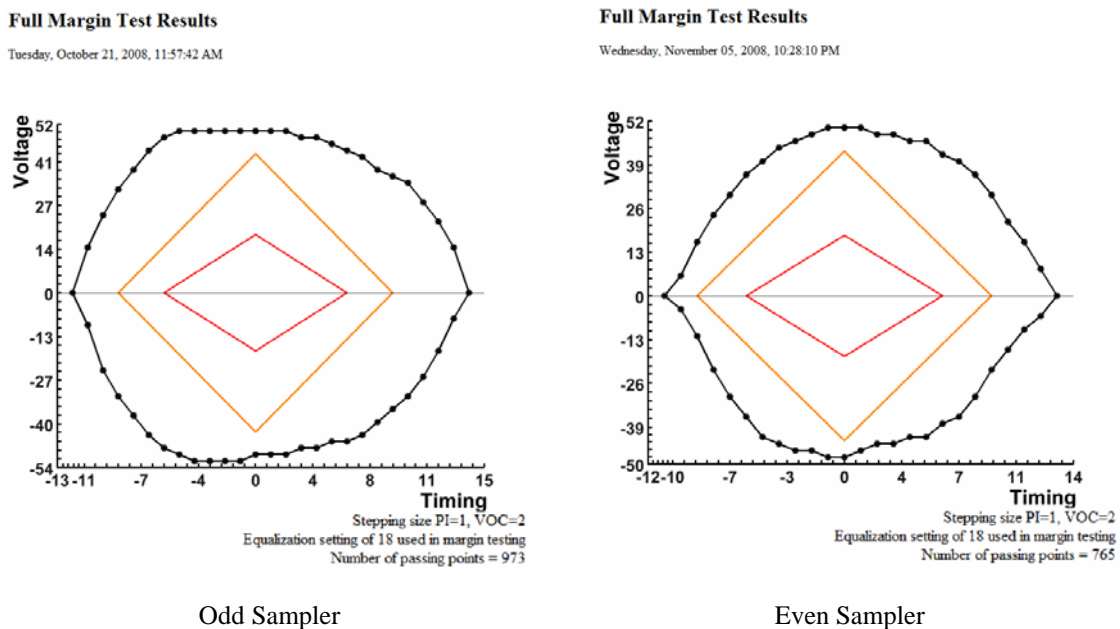 Full Margin Test Results
Tuesday, October 21, 2008, 11:57:42 AM
Voltage
52
41
27
14
0
-13
-27
-40
-54
-13 -11 -7 -4 0 4 8 11 15
Timing
Stepping size PI=1, VOC=2
Equalization setting of 18 used in margin testing
Number of passing points = 973
Odd Sampler
Full Margin Test Results
Wednesday, November 05, 2008, 10:28:10 PM
Voltage
52
39
26
13
0
-13
-26
-39
-50
-12 -10 -7 -3 0 4 7 11 14
Timing
Stepping size PI=1, VOC=2
Equalization setting of 18 used in margin testing
Number of passing points = 765
Even Sampler